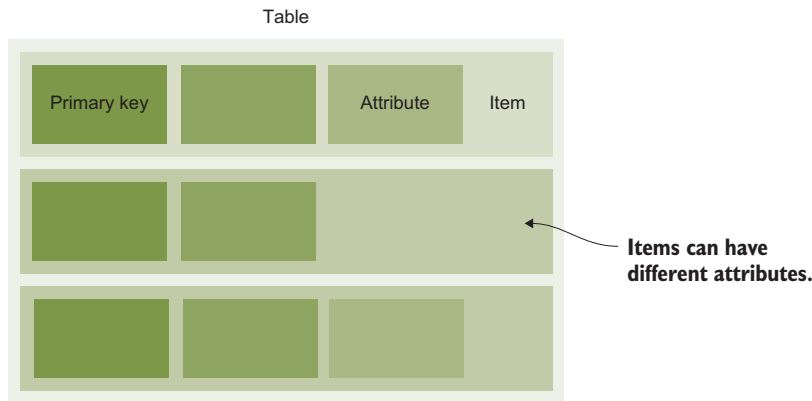 Table
Primary key
Attribute
Item
Items can have
different attributes.